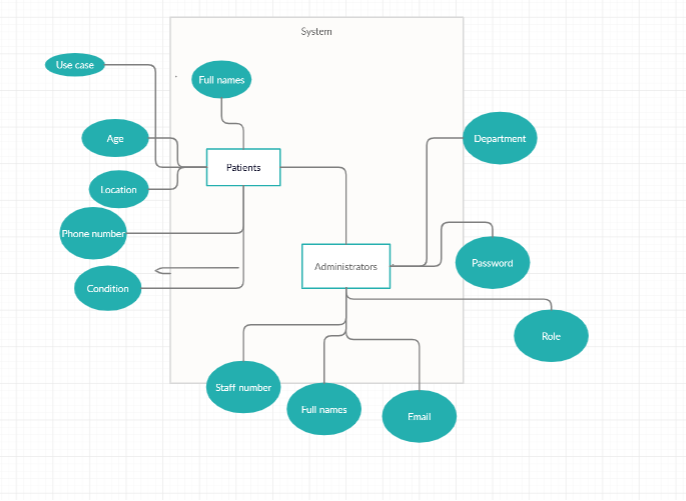 System
Use case
Full names
Age
Department
Patients
Location
Phone number
Password
Administrators
Condition
Role
Staff number
Full names
Email